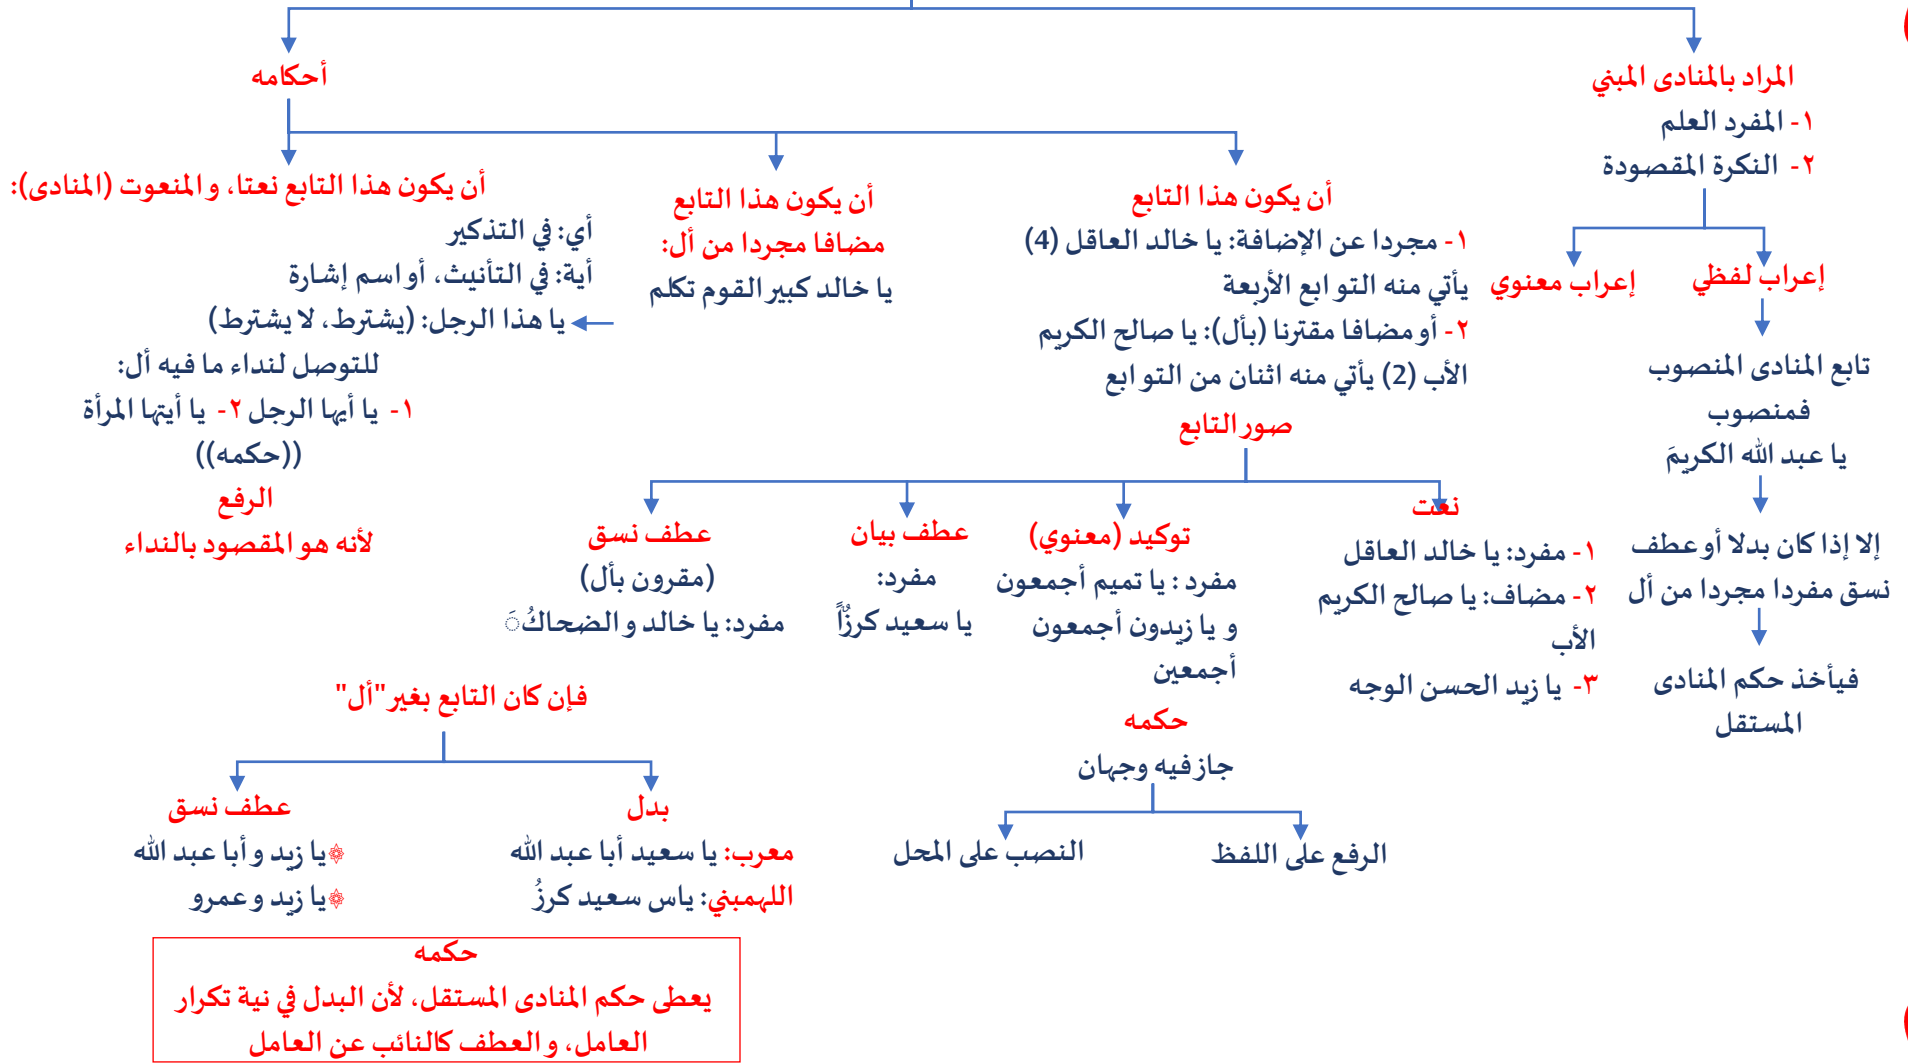 المراد بالمنادى المبني
١- المفرد العلم
٢- النكرة المقصودة
إعراب لفظي
إعراب معنوي
تابع المنادى المنصوب
فمنصوب
يا عبد الله الكريمَ
إلا إذا كان بدلا أو عطف
نسق مفردا مجردا من أل
فيأخذ حكم المنادى
المستقل
أحكامه
أن يكون هذا التابع
١- مجردا عن الإضافة: يا خالد العاقل (4)
يأتي منه التوابع الأربعة
٢- أو مضافا مقترنا (بأل): يا صالح الكريم
الأب (2) يأتي منه اثنان من التوابع
صور التابع
نعت
١- مفرد: يا خالد العاقل
٢- مضاف: يا صالح الكريم
الأب
٣- يا زيد الحسن الوجه
توكيد (معنوي)
مفرد : يا تميم أجمعون
و يا زيدون أجمعون
أجمعين
عطف بيان
مفرد:
يا سعيد كرزٌاً
عطف نسق
(مقرون بأل)
مفرد: يا خالد والضحاكُ َ
حكمه
جاز فيه وجهان
الرفع على اللفظ
النصب على المحل
أن يكون هذا التابع
مضافا مجردا من أل:
يا خالد كبير القوم تكلم
أن يكون هذا التابع نعتا، والمنعوت (المنادى):
أي: في التذكير
أية: في التأنيث، أو اسم إشارة
يا هذا الرجل: (يشترط، لا يشترط)
للتوصل لنداء ما فيه أل:
١- يا أيها الرجل ٢- يا أيتها المرأة
((حكمه))
الرفع
لأنه هو المقصود بالنداء
فإن كان التابع بغير "أل"
بدل
معرب: يا سعيد أبا عبد الله
اللهمبني: ياس سعيد كرزُ
عطف نسق
يا زيد وأبا عبد الله
يا زيد وعمرو
حكمه
يعطى حكم المنادى المستقل، لأن البدل في نية تكرار
العامل، والعطف كالنائب عن العامل